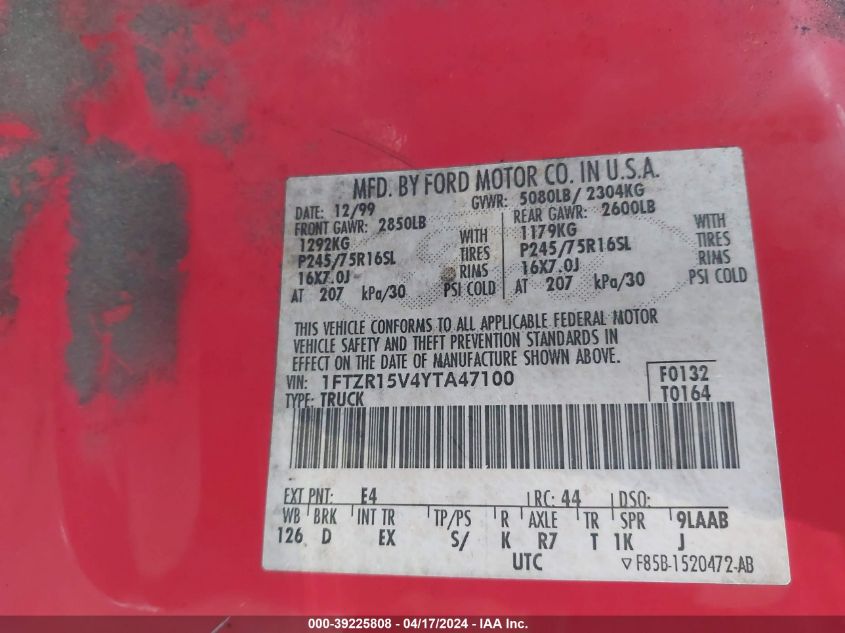 MFD. BY FORD MOTOR CO. IN U.S.A.
DATE: 12/99 GVWR: 5080LB/ 2304KG
FRONT GAWR: 2850LB REAR GAWR: 2600LB
1292KG WITH 1179KG WITH
P245/75R16SL TIRES P245/75R16SL TIRES
16X7.0J RIMS 16X7.0J RIMS
AT 207 kPa/30 PSI COLD AT 207 kPa/30 PSI COLD
THIS VEHICLE CONFORMS TO ALL APPLICABLE FEDERAL MOTOR
VEHICLE SAFETY AND THEFT PREVENTION STANDARDS IN
EFFECT ON THE DATE OF MANUFACTURE SHOWN ABOVE.
VIN: 1FTZR15V4YTA47100 F0132
TYPE: TRUCK T0164
EXT PNT: E4 RC: 44 DSO:
WB BRK INT TR TP/PS R AXLE TR SPR 9LAAB
126 D EX S/ K R7 T 1K J
UTC ▽F85B-1520472-AB
000-39225808 - 04/17/2024 - IAA Inc.